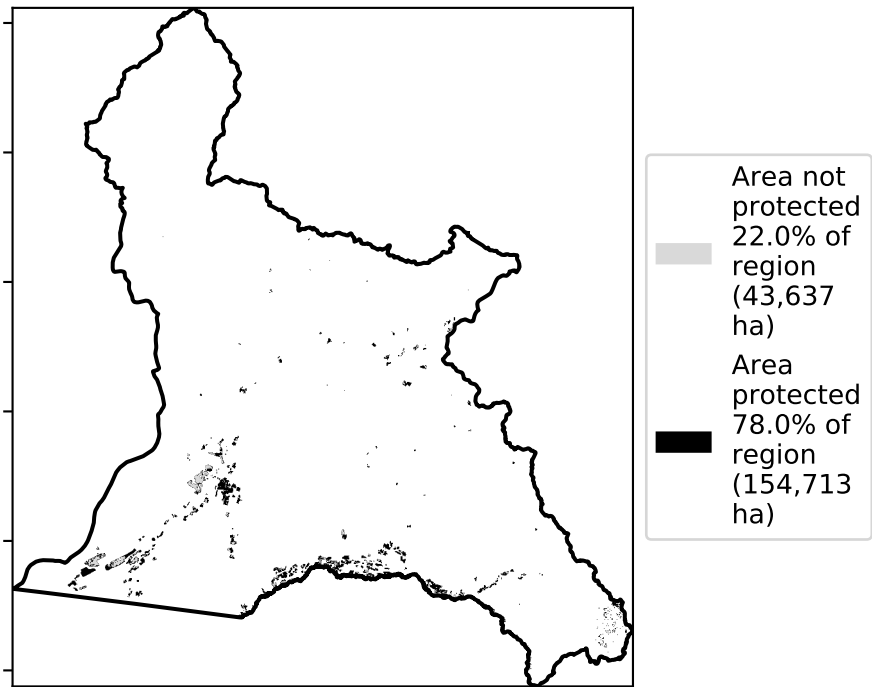 Area not
protected
22.0% of
region
(43,637
ha)
Area
protected
78.0% of
region
(154,713
ha)